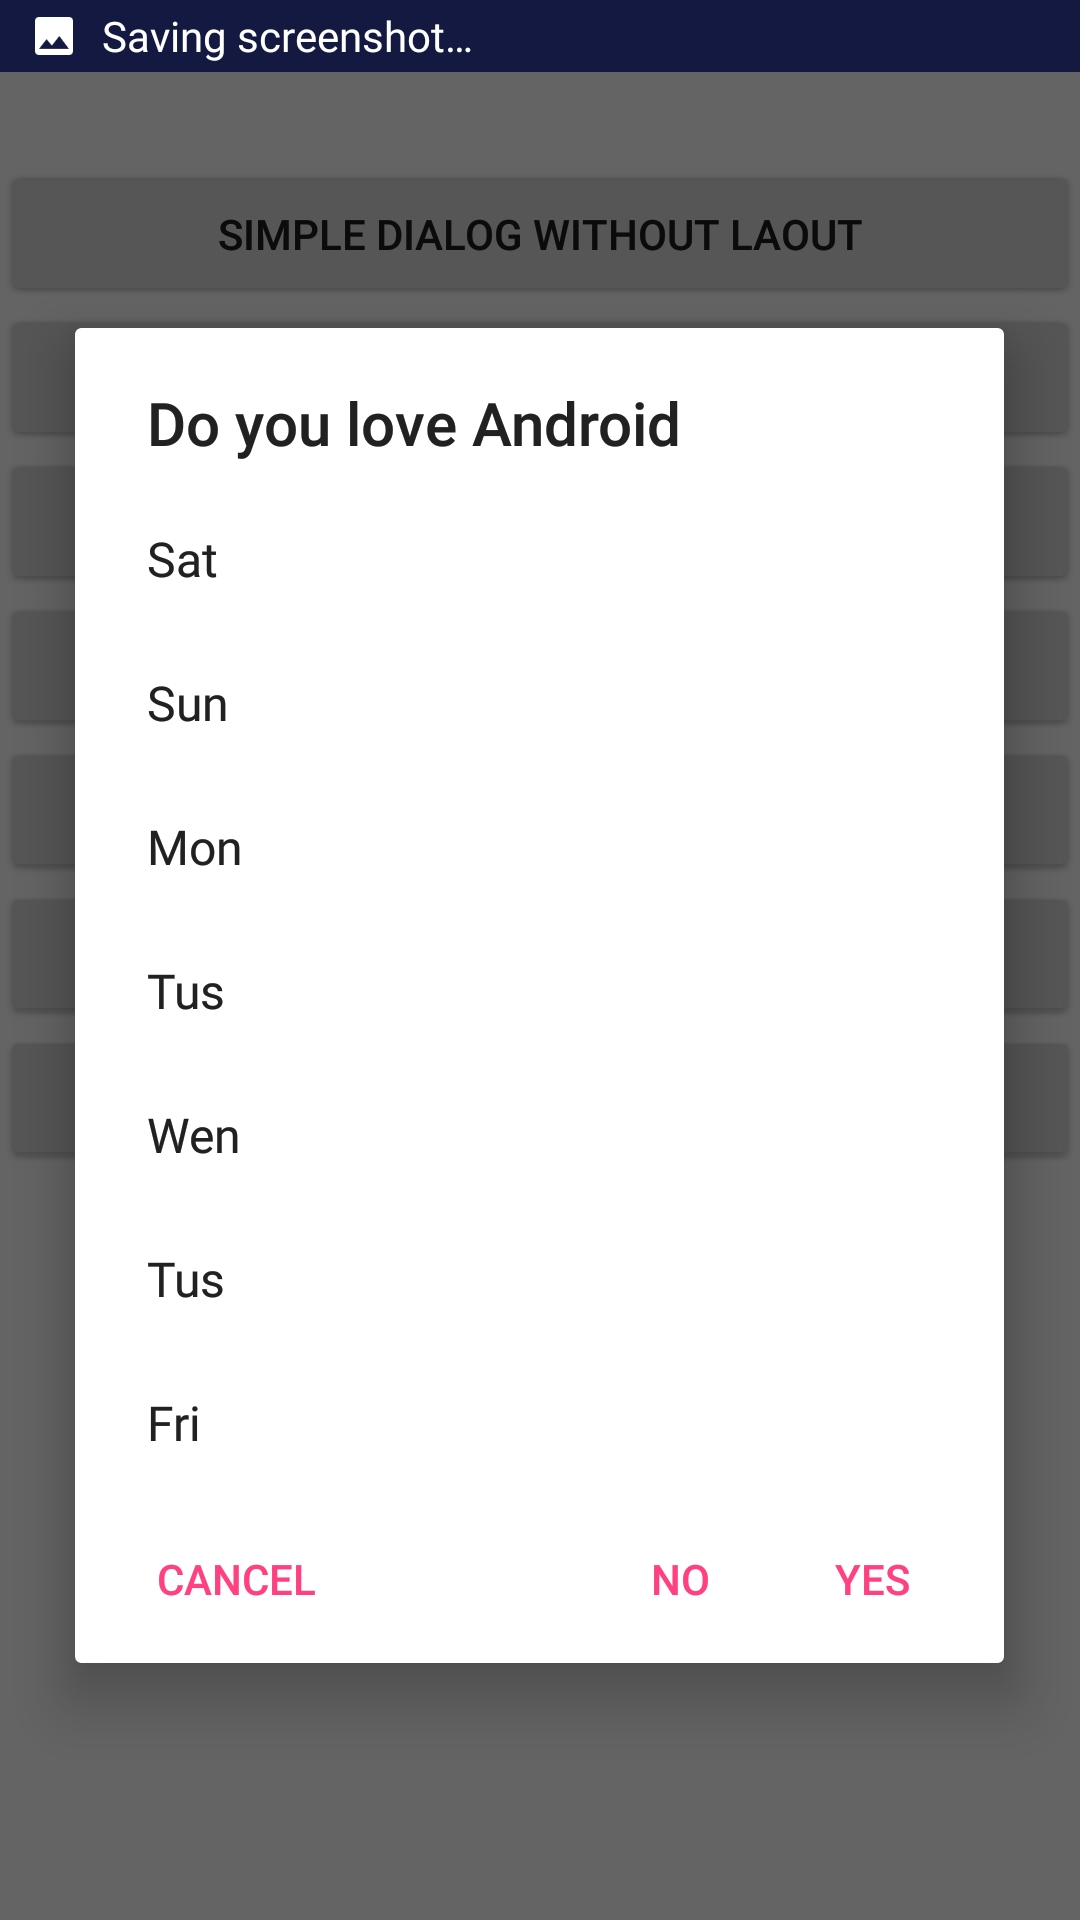 Saving screenshot...
SIMPLE DIALOG WITHOUT LAOUT
Do you love Android
Sat
Sun
Mon
Tus
Wen
Tus
Fri
CANCEL NO YES